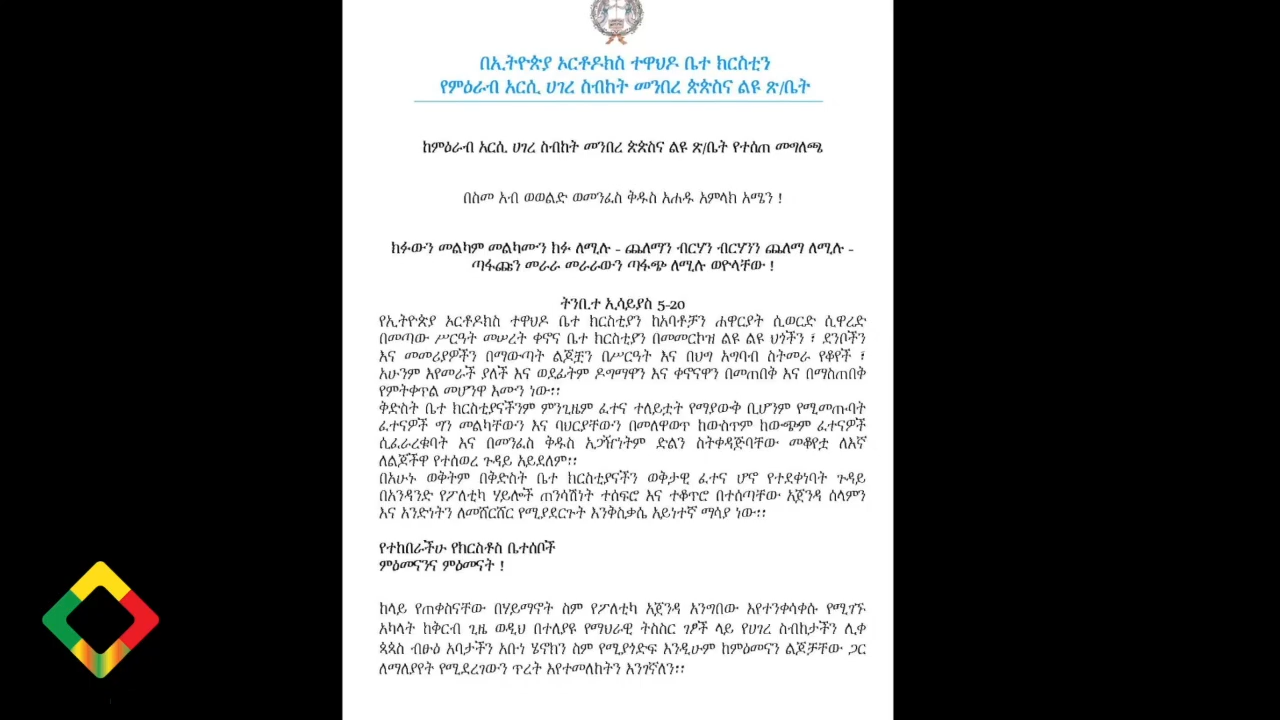 በኢትዮጵያ ኦርቶዶክስ ተዋህዶ ቤተ ክርስቲን
የምዕራብ አርሲ ሀገረ ስብከት መንበረ ጵጵስና ልዩ ጽ/ቤት
ከምዕራብ አርሲ ሀገረ ስብከት መንበረ ጵጵስና ልዩ ጽ/ቤት የተሰጠ መግለጫ
በስመ አብ ወወልድ ወመንፈስ ቅዱስ አሐዱ አምላክ አሜን !
ክፉውን መልካም መልካሙን ክፉ ለሚሉ - ጨለማን ብርሃን ብርሃንን ጨለማ ለሚሉ -
ጣፋጩን መራራ መራራውን ጣፋጭ ለሚሉ ወዮላቸው !
ትንቢተ ኢሳይያስ 5-20
የኢትዮጵያ ኦርቶዶክስ ተዋህዶ ቤተ ክርስቲያን ከአባቶቻን ሐዋርያት ሲወርድ ሲዋረድ
በመጣው ሥርዓት መሠረት ቀኖና ቤተ ክርስቲያን በመመርኮዝ ልዩ ልዩ ህጎችን ፣ ደንቦችን
እና መመሪያዎችን በማውጣት ልጆቿን በሥርዓት እና በህግ አግባብ ስትመራ የቆየች ፣
አሁንም እየመራች ያለች እና ወደፊትም ዶግማዋን እና ቀኖናዋን በመጠበቅ እና በማስጠበቅ
የምትቀጥል መሆንዋ እሙን ነው፡፡
ቅድስት ቤተ ክርስቲያናችንም ምንጊዜም ፈተና ተለይቷት የማያውቅ ቢሆንም የሚመጡባት
ፈተናዎች ግን መልካቸውን እና ባህርያቸውን በመለዋወጥ ከውስጥም ከውጭም ፈተናዎች
ሲፈራረቁባት እና በመንፈስ ቅዱስ አጋዥነትም ድልን ስትቀዳጅባቸው መቆየቷ ለእኛ
ለልጆችዋ የተሰወረ ጉዳይ አይደለም፡፡
በአሁኑ ወቅትም በቅድስት ቤተ ክርስቲያናችን ወቅታዊ ፈተና ሆኖ የተደቀነባት ጉዳይ
በአንዳንድ የፖለቲካ ሃይሎች ጠንሳሽነት ተሰፍሮ እና ተቆጥሮ በተሰጣቸው አጀንዳ ሰላምን
እና አንድነትን ለመሸርሸር የሚያደርጉት እንቅስቃሴ አይነተኛ ማሳያ ነው፡፡
የተከበራችሁ የክርስቶስ ቤተሰቦች
ምዕመናንና ምዕመናት !
ከላይ የጠቀስናቸው በሃይማኖት ስም የፖለቲካ አጀንዳ አንግበው እየተንቀሳቀሱ የሚገኙ
አካላት ከቅርብ ጊዜ ወዲህ በተለያዩ የማህራዊ ትስስር ገፆች ላይ የሀገረ ስብከታችን ሊቀ
ጳጳስ ብፁዕ አባታችን አቡነ ሄኖክን ስም የሚያጎድፍ እንዲሁም ከምዕመናን ልጆቻቸው ጋር
ለማለያየት የሚደረገውን ጥረት እየተመለከትን እንገኛለን፡፡